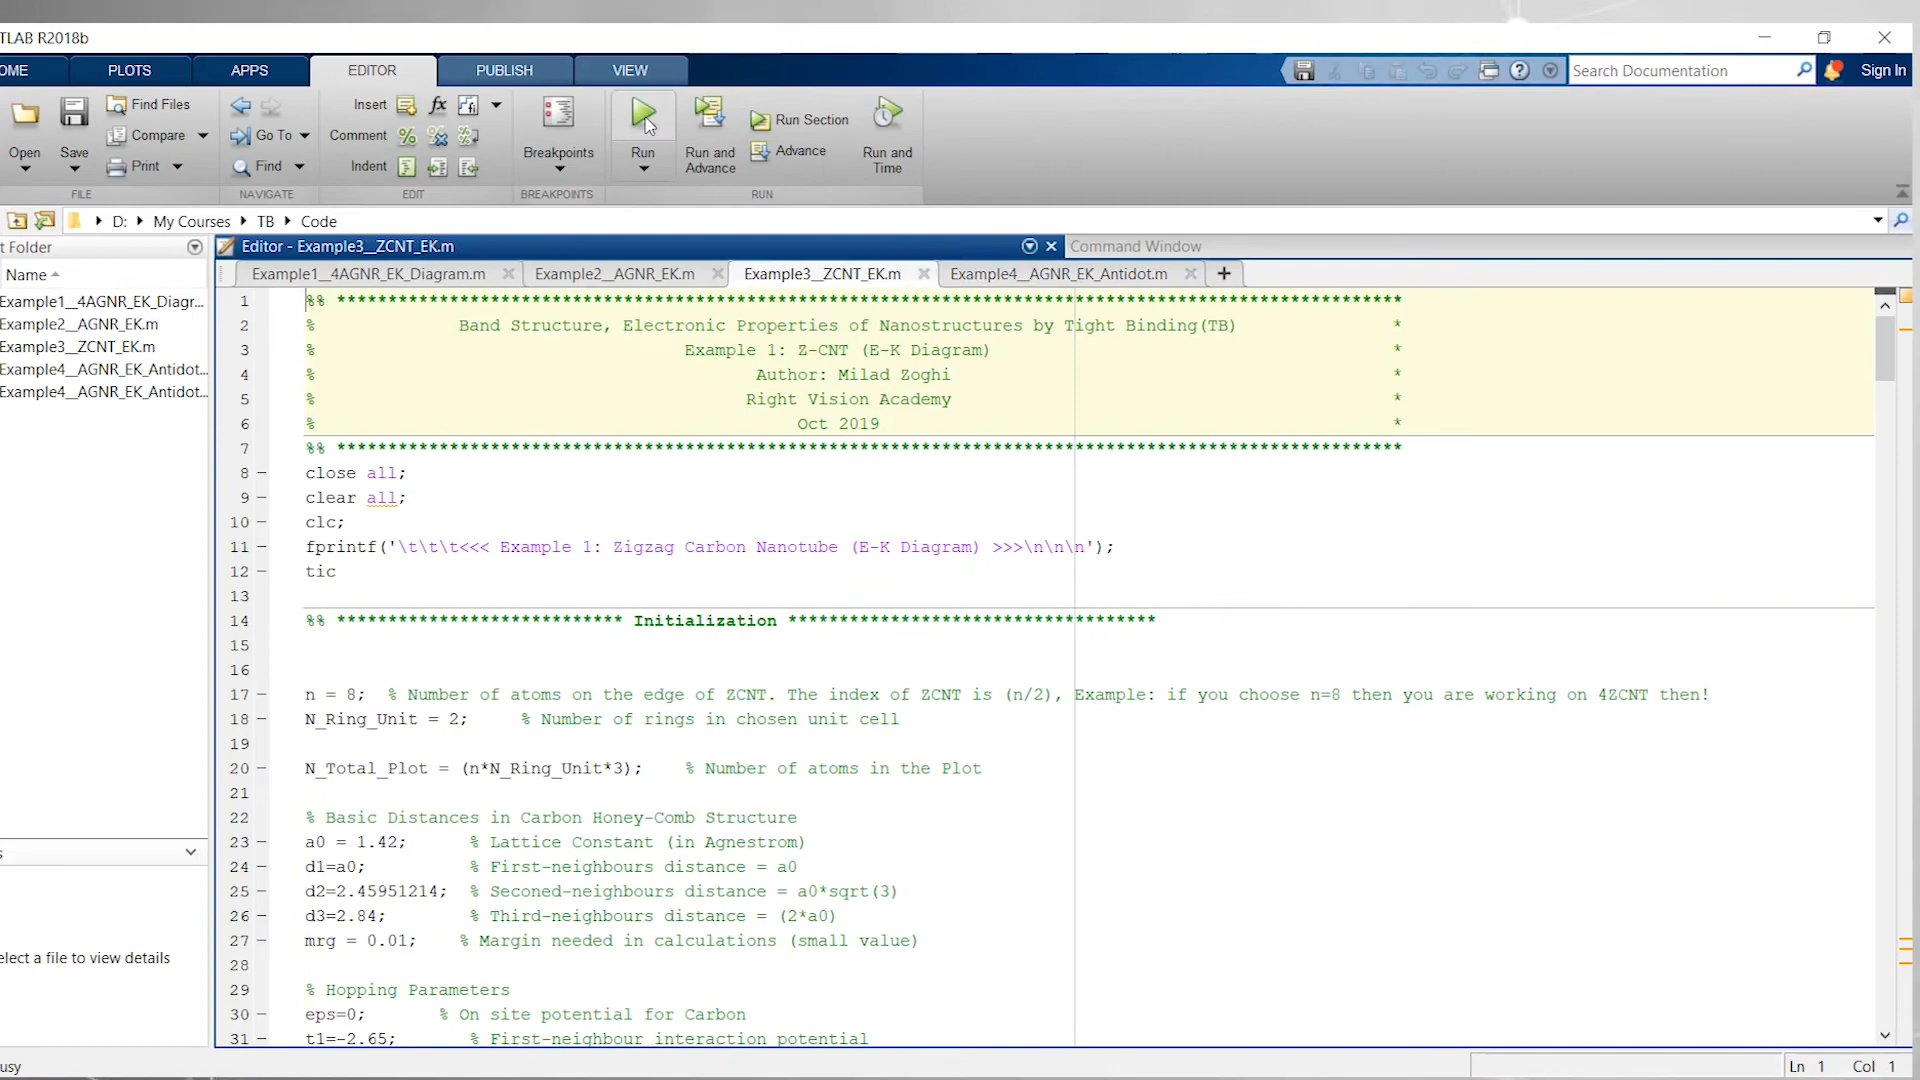 TLAB R2018b
OME PLOTS APPS EDITOR PUBLISH VIEW Search Documentation Sign In
Find Files Insert fx Run Section
Compare Go To Comment Advance
Open Save Print Find Indent Breakpoints Run Run and Advance Run and Time
FILE NAVIGATE EDIT BREAKPOINTS RUN
D: My Courses TB Code
t Folder Editor - Example3__ZCNT_EK.m Command Window
Name Example1__4AGNR_EK_Diagram.m Example2__AGNR_EK.m Example3__ZCNT_EK.m Example4__AGNR_EK_Antidot.m +
Example1__4AGNR_EK_Diagr...
Example2__AGNR_EK.m
Example3__ZCNT_EK.m
Example4__AGNR_EK_Antidot...
Example4__AGNR_EK_Antidot...
s
elect a file to view details
1 %% ********************************************************************************************************
2 % Band Structure, Electronic Properties of Nanostructures by Tight Binding(TB) *
3 % Example 1: Z-CNT (E-K Diagram) *
4 % Author: Milad Zoghi *
5 % Right Vision Academy *
6 % Oct 2019 *
7 %% ********************************************************************************************************
8 – close all;
9 – clear all;
10 – clc;
11 – fprintf('\t\t\t<<< Example 1: Zigzag Carbon Nanotube (E-K Diagram) >>>\n\n\n');
12 – tic
13
14 %% **************************** Initialization ************************************
15
16
17 – n = 8; % Number of atoms on the edge of ZCNT. The index of ZCNT is (n/2), Example: if you choose n=8 then you are working on 4ZCNT then!
18 – N_Ring_Unit = 2; % Number of rings in chosen unit cell
19
20 – N_Total_Plot = (n*N_Ring_Unit*3); % Number of atoms in the Plot
21
22 % Basic Distances in Carbon Honey-Comb Structure
23 – a0 = 1.42; % Lattice Constant (in Agnestrom)
24 – d1=a0; % First-neighbours distance = a0
25 – d2=2.45951214; % Seconed-neighbours distance = a0*sqrt(3)
26 – d3=2.84; % Third-neighbours distance = (2*a0)
27 – mrg = 0.01; % Margin needed in calculations (small value)
28
29 % Hopping Parameters
30 – eps=0; % On site potential for Carbon
31 – t1=-2.65; % First-neighbour interaction potential
usy Ln 1 Col 1